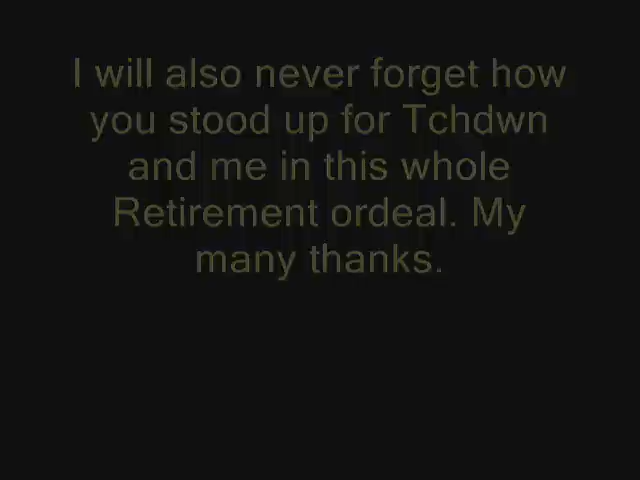 I will also never forget how
you stood up for Tchdwn
and me in this whole
Retirement ordeal. My
many thanks.